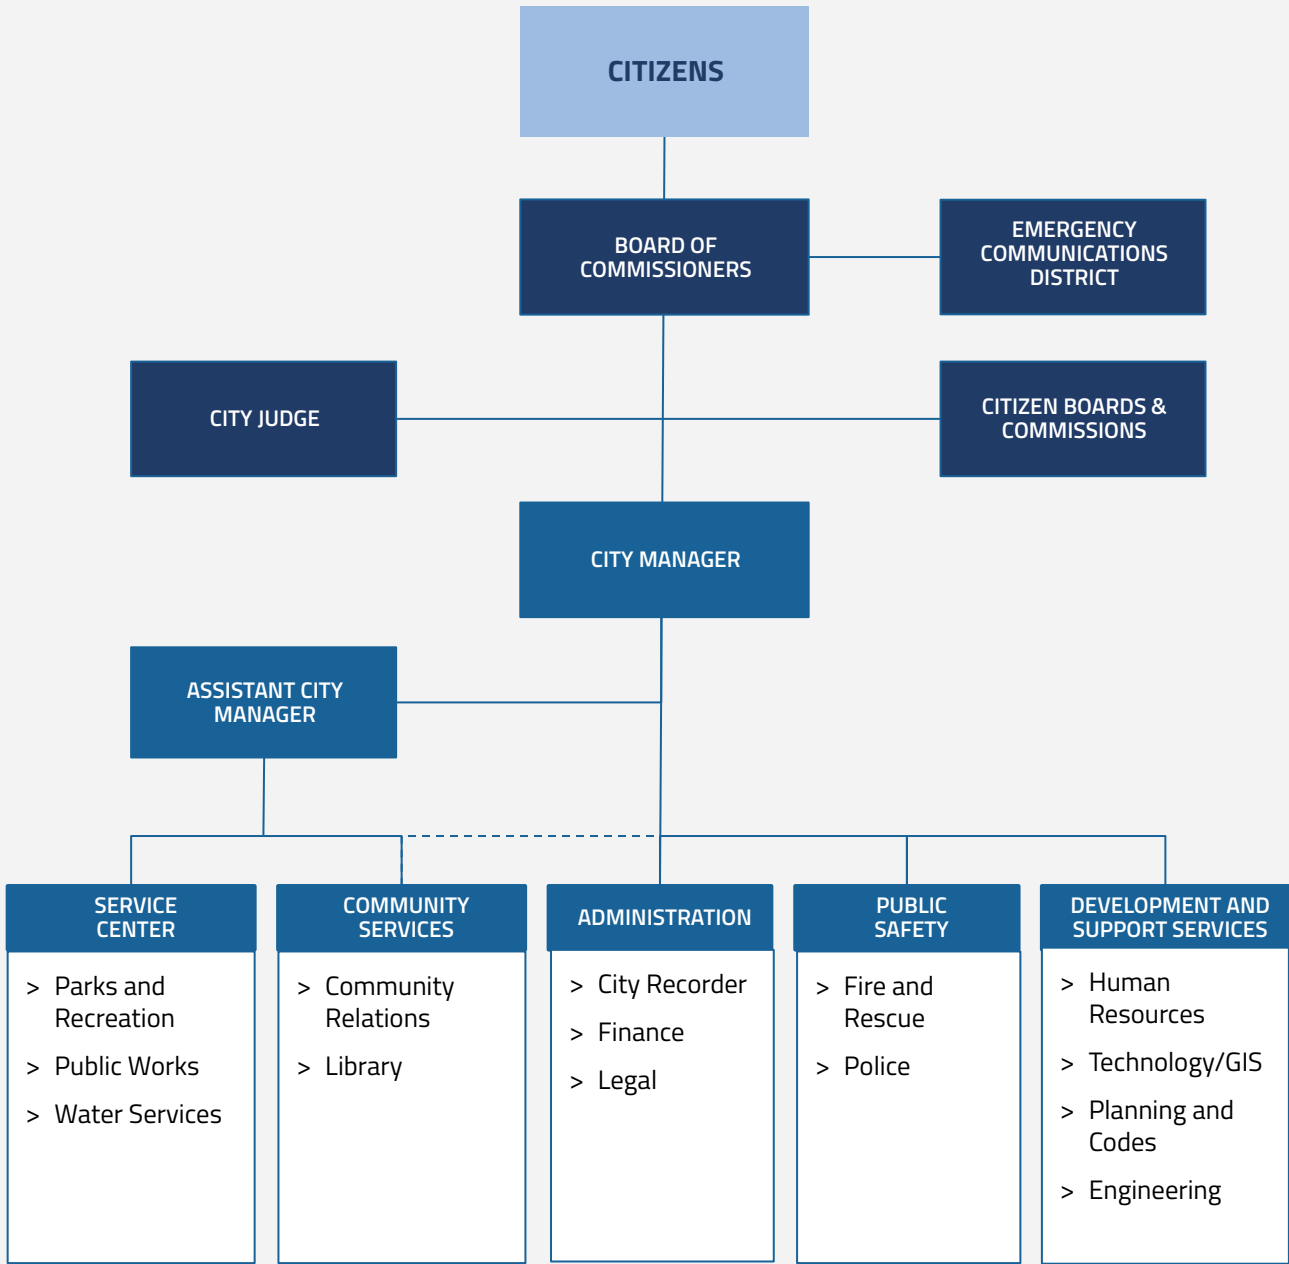 CITIZENS
BOARD OF
COMMISSIONERS
EMERGENCY
COMMUNICATIONS
DISTRICT
CITY JUDGE
CITIZEN BOARDS &
COMMISSIONS
CITY MANAGER
ASSISTANT CITY
MANAGER
SERVICE
CENTER
> Parks and
Recreation
> Public Works
> Water Services
COMMUNITY
SERVICES
> Community
Relations
> Library
ADMINISTRATION
> City Recorder
> Finance
> Legal
PUBLIC
SAFETY
> Fire and
Rescue
> Police
DEVELOPMENT AND
SUPPORT SERVICES
> Human
Resources
> Technology/GIS
> Planning and
Codes
> Engineering